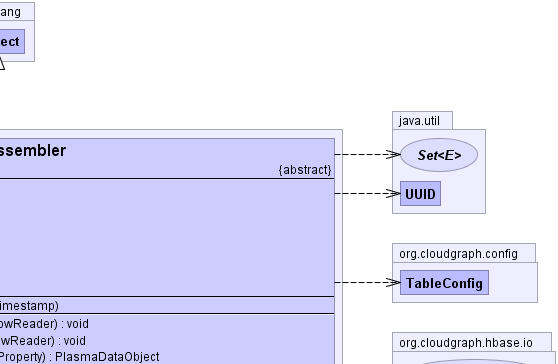 ang
ect
java.util
Set<E>
ssembler
{abstract}
UUID
org.cloudgraph.config
TableConfig
imestamp)
owReader) : void
wReader) : void
Property) : PlasmaDataObject
org.cloudgraph.hbase.io